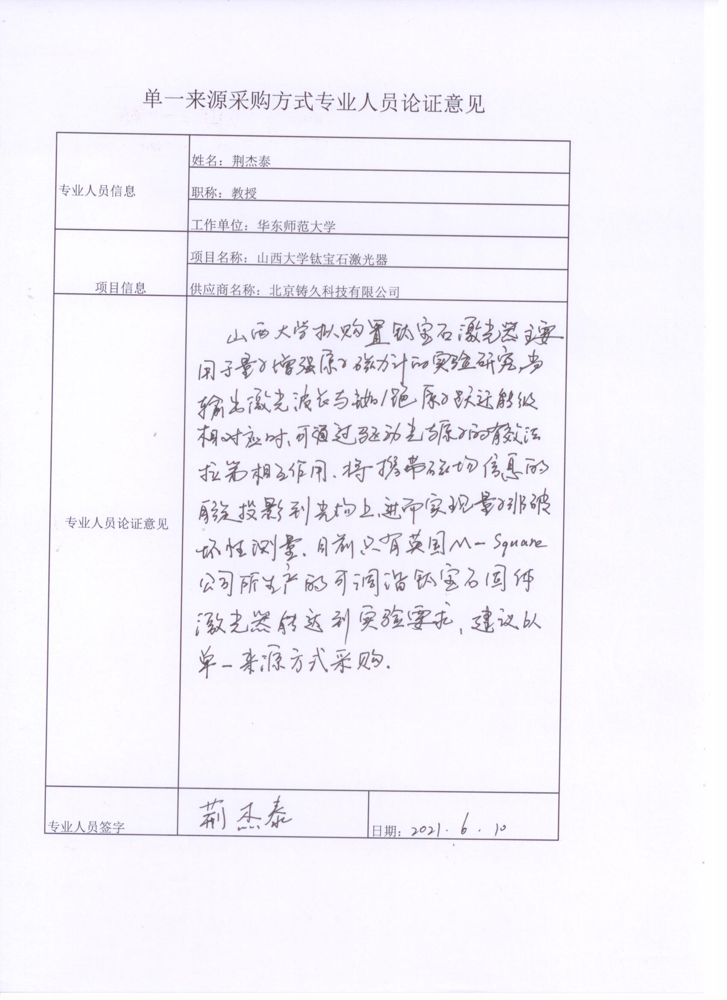 单一来源采购方式专业人员论证意见
专业人员信息
姓名：荆杰泰
职称：教授
工作单位：华东师范大学
项目信息
项目名称：山西大学钛宝石激光器
供应商名称：北京铸久科技有限公司
专业人员论证意见
山西大学拟购置钛宝石激光器主要
用于量子增强原子磁力计的实验研究，当
输出激光波长与铷/铯原子跃迁能级
相对应时，可通过驱动光与原子的有效法
拉第相互作用，将携带磁场信息的
自旋投影到光场上，进而实现量子非破
坏性测量。目前只有英国M-Square
公司所生产的可调谐钛宝石固体
激光器能达到实验要求，建议以
单一来源方式采购.
专业人员签字
荆杰泰
日期：2021.6.10